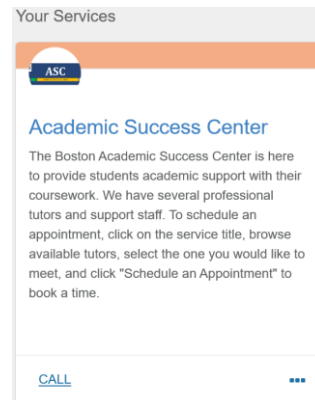 Your Services
ASC
Academic Success Center
The Boston Academic Success Center is here
to provide students academic support with their
coursework. We have several professional
tutors and support staff. To schedule an
appointment, click on the service title, browse
available tutors, select the one you would like to
meet, and click "Schedule an Appointment" to
book a time.
CALL